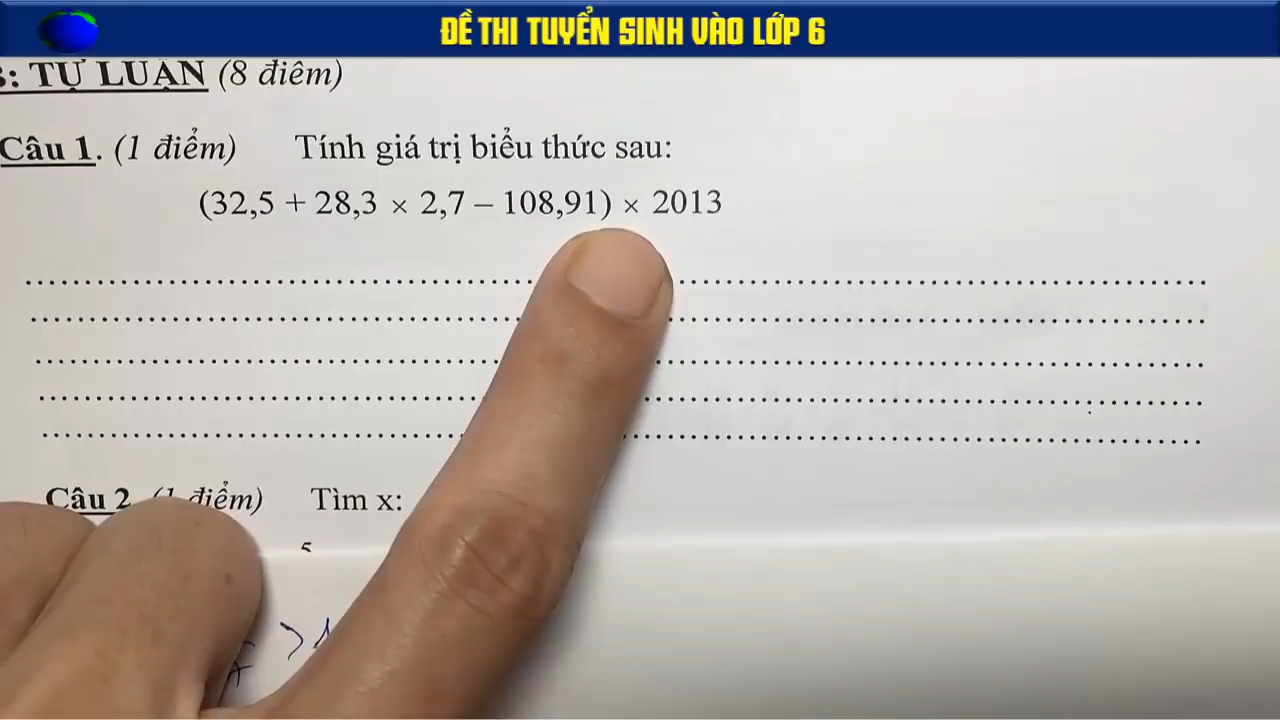 ĐỀ THI TUYỂN SINH VÀO LỚP 6
: TỰ LUẬN (8 điểm)
Câu 1. (1 điểm) Tính giá trị biểu thức sau:
(32,5 + 28,3 × 2,7 – 108,91) × 2013
Câu 2 (1 điểm) Tìm x: